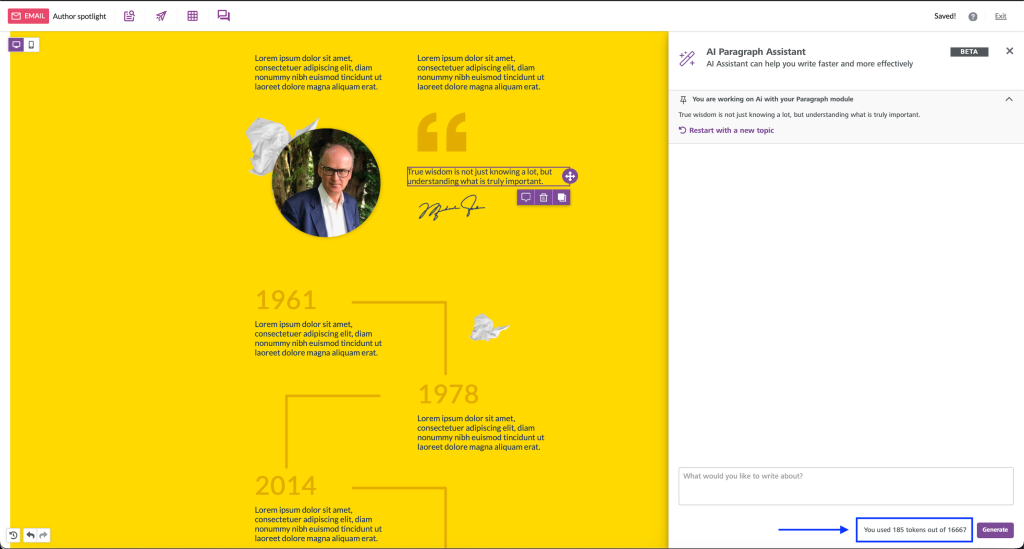 EMAIL Author spotlight
Saved!
Exit
Lorem ipsum dolor sit amet,
consectetuer adipiscing elit, diam
nonummy nibh euismod tincidunt ut
laoreet dolore magna aliquam erat.
Lorem ipsum dolor sit amet,
consectetuer adipiscing elit, diam
nonummy nibh euismod tincidunt ut
laoreet dolore magna aliquam erat.
True wisdom is not just knowing a lot, but
understanding what is truly important.
1961
Lorem ipsum dolor sit amet,
consectetuer adipiscing elit, diam
nonummy nibh euismod tincidunt ut
laoreet dolore magna aliquam erat.
1978
Lorem ipsum dolor sit amet,
consectetuer adipiscing elit, diam
nonummy nibh euismod tincidunt ut
laoreet dolore magna aliquam erat.
2014
Lorem ipsum dolor sit amet,
consectetuer adipiscing elit, diam
nonummy nibh euismod tincidunt ut
laoreet dolore magna aliquam erat.
AI Paragraph Assistant
BETA
AI Assistant can help you write faster and more effectively
You are working on Ai with your Paragraph module
True wisdom is not just knowing a lot, but understanding what is truly important.
Restart with a new topic
What would you like to write about?
You used 185 tokens out of 16667
Generate